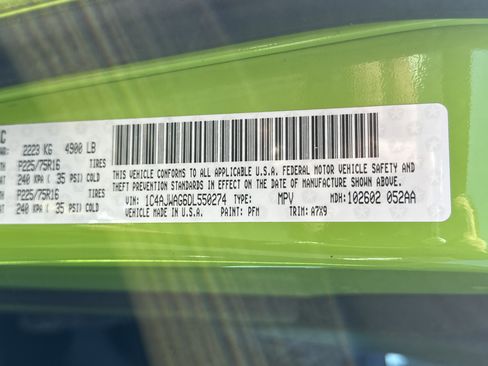 2223 KG 4900 LB
P225/75R16 TIRES
240 KPA ( 35 PSI) COLD
P225/75R16 TIRES
240 KPA ( 35 PSI) COLD
THIS VEHICLE CONFORMS TO ALL APPLICABLE U.S.A. FEDERAL MOTOR VEHICLE SAFETY AND
THEFT PREVENTION STANDARDS IN EFFECT ON THE DATE OF MANUFACTURE SHOWN ABOVE.
VIN: 1C4AJWAG6DL550274 TYPE: MPV MDH: 102602 052AA
VEHICLE MADE IN U.S.A. PAINT: PFM TRIM: A7X9